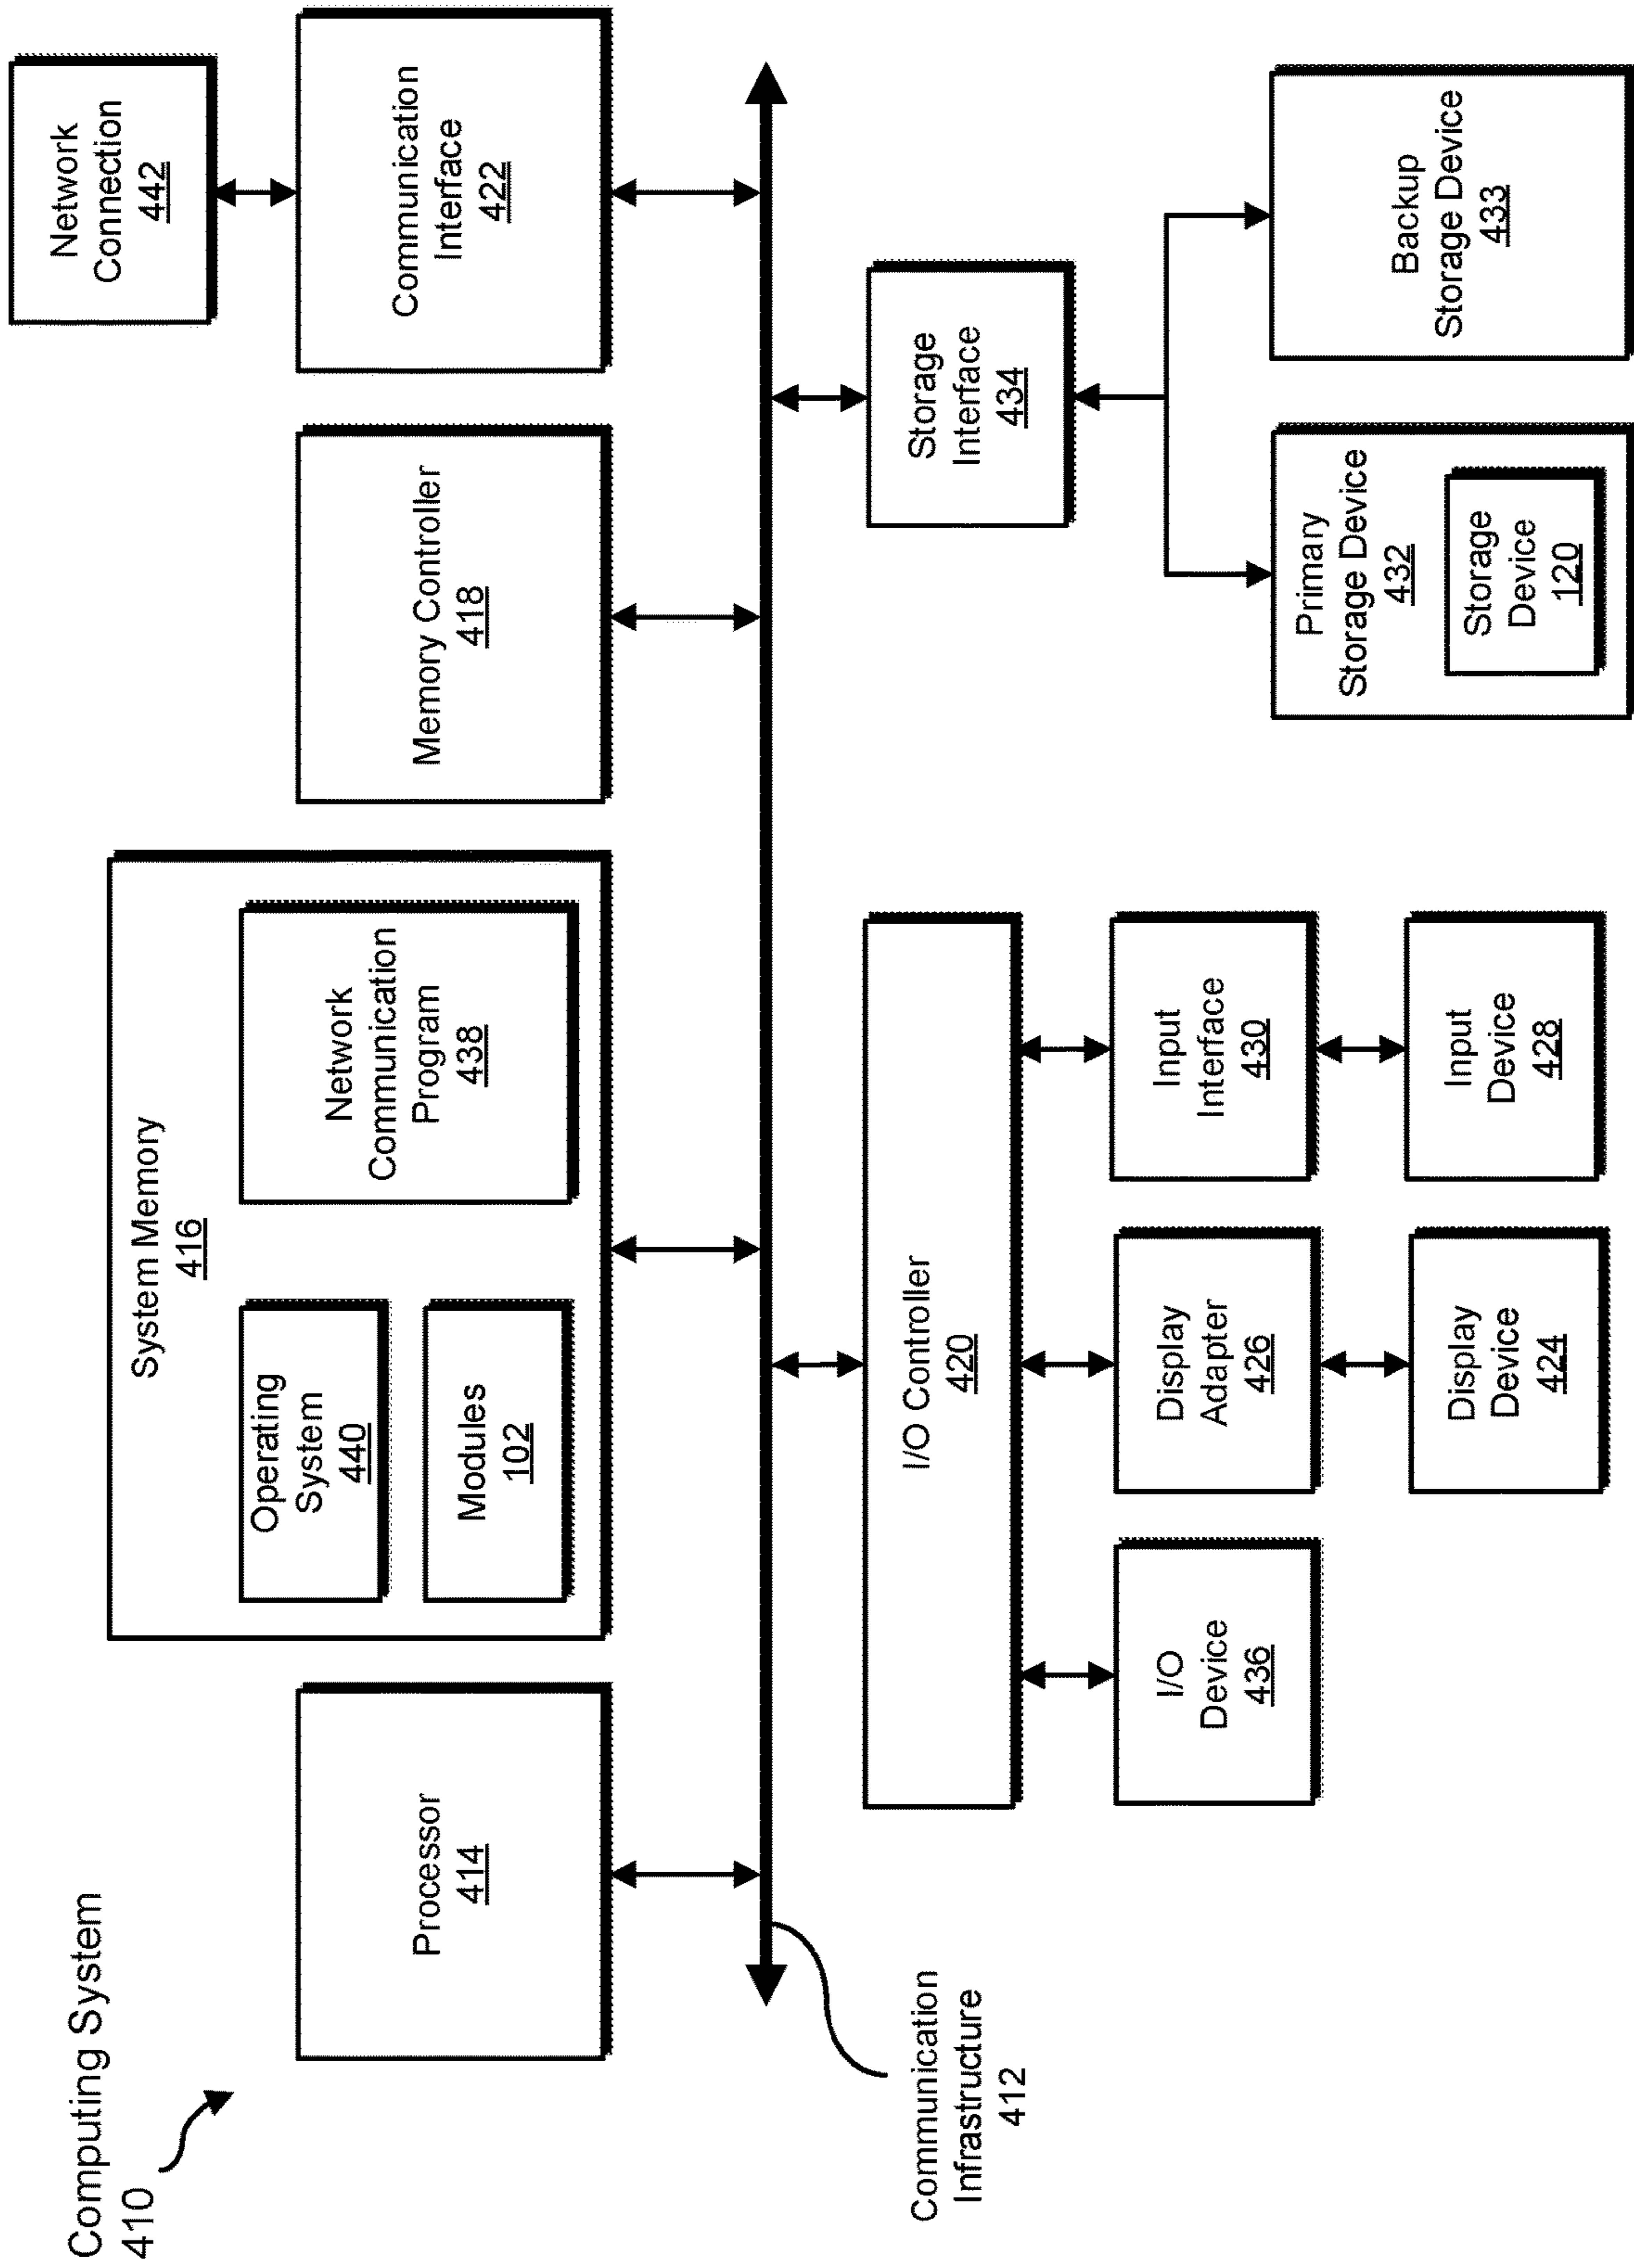 Computing System
410
Processor
414
System Memory
416
Operating
System
440
Modules
102
Network
Communication
Program
438
Memory Controller
418
Communication
Interface
422
Network
Connection
442
Communication
Infrastructure
412
I/O Controller
420
I/O
Device
436
Display
Adapter
426
Input
Interface
430
Display
Device
424
Input
Device
428
Storage
Interface
434
Primary
Storage Device
432
Storage
Device
120
Backup
Storage Device
433